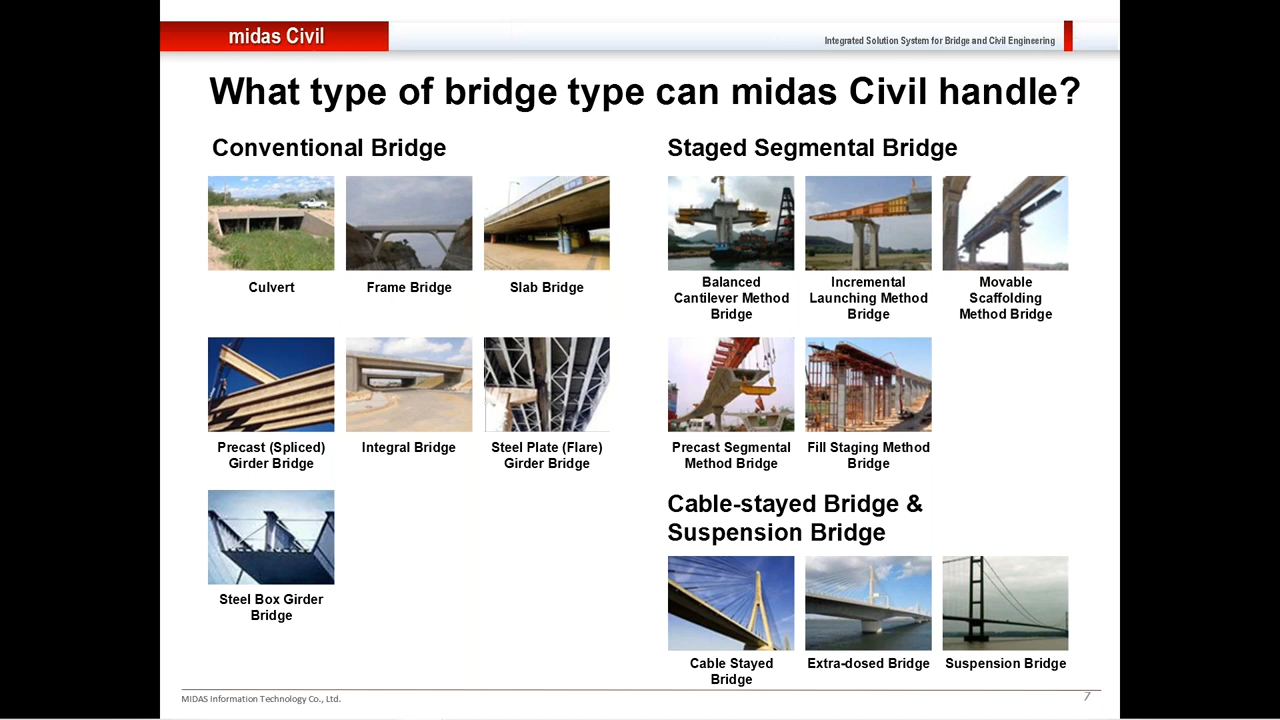 midas Civil
Integrated Solution System for Bridge and Civil Engineering
What type of bridge type can midas Civil handle?
Conventional Bridge
Culvert
Frame Bridge
Slab Bridge
Precast (Spliced)
Girder Bridge
Integral Bridge
Steel Plate (Flare)
Girder Bridge
Steel Box Girder
Bridge
Staged Segmental Bridge
Balanced
Cantilever Method
Bridge
Incremental
Launching Method
Bridge
Movable
Scaffolding
Method Bridge
Precast Segmental
Method Bridge
Fill Staging Method
Bridge
Cable-stayed Bridge &
Suspension Bridge
Cable Stayed
Bridge
Extra-dosed Bridge
Suspension Bridge
MIDAS Information Technology Co., Ltd.
7